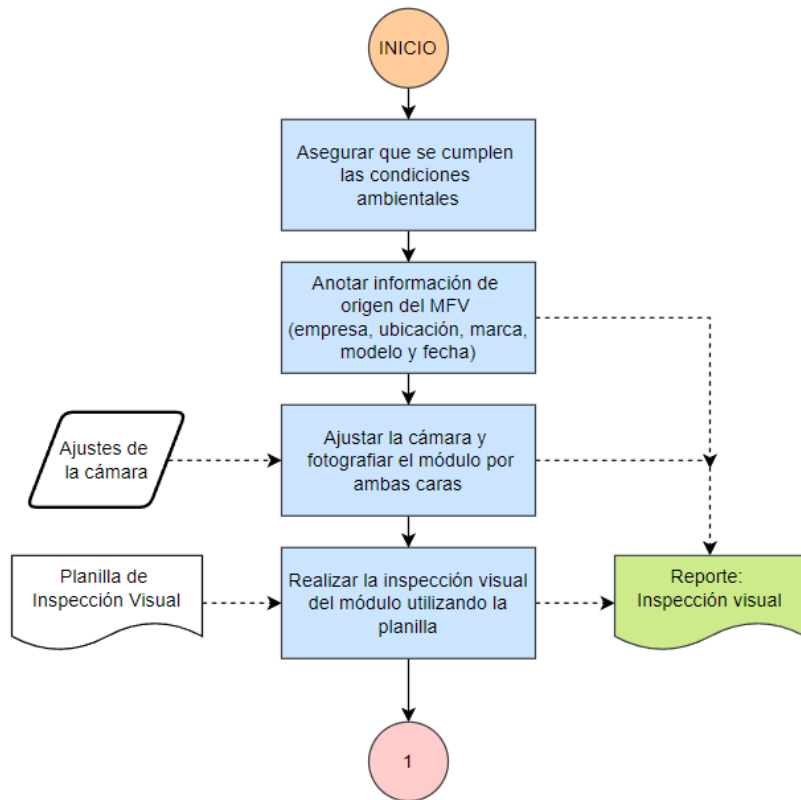 INICIO
Asegurar que se cumplen
las condiciones
ambientales
Anotar información de
origen del MFV
(empresa, ubicación, marca,
modelo y fecha)
Ajustes de
la cámara
Ajustar la cámara y
fotografiar el módulo por
ambas caras
Planilla de
Inspección Visual
Realizar la inspección visual
del módulo utilizando la
planilla
Reporte:
Inspección visual
1